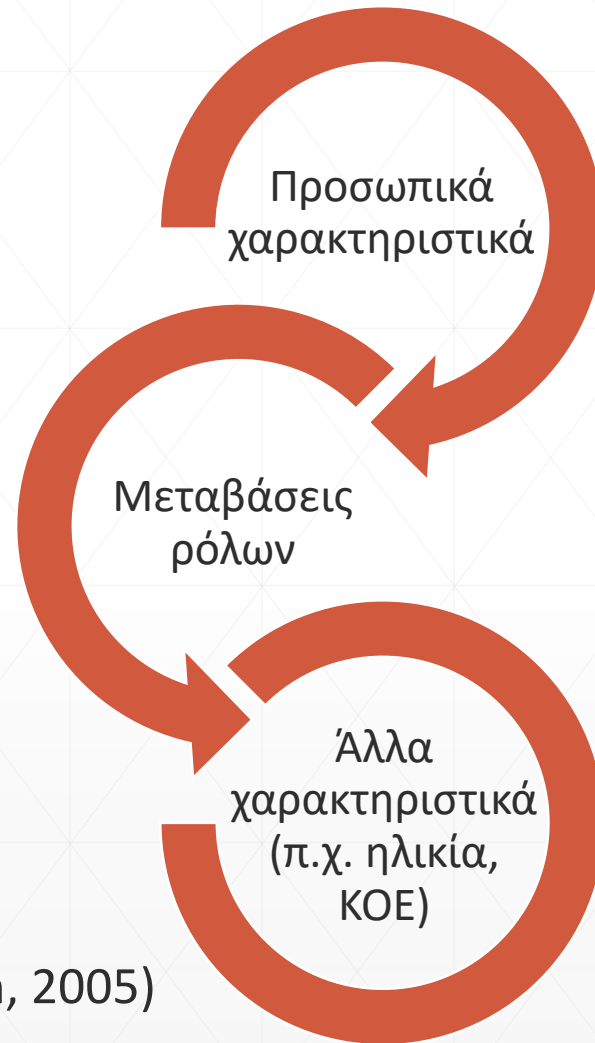 Προσωπικά
χαρακτηριστικά
Μεταβάσεις
ρόλων
Άλλα
χαρακτηριστικά
(π.χ. ηλικία,
ΚΟΕ)
, 2005)